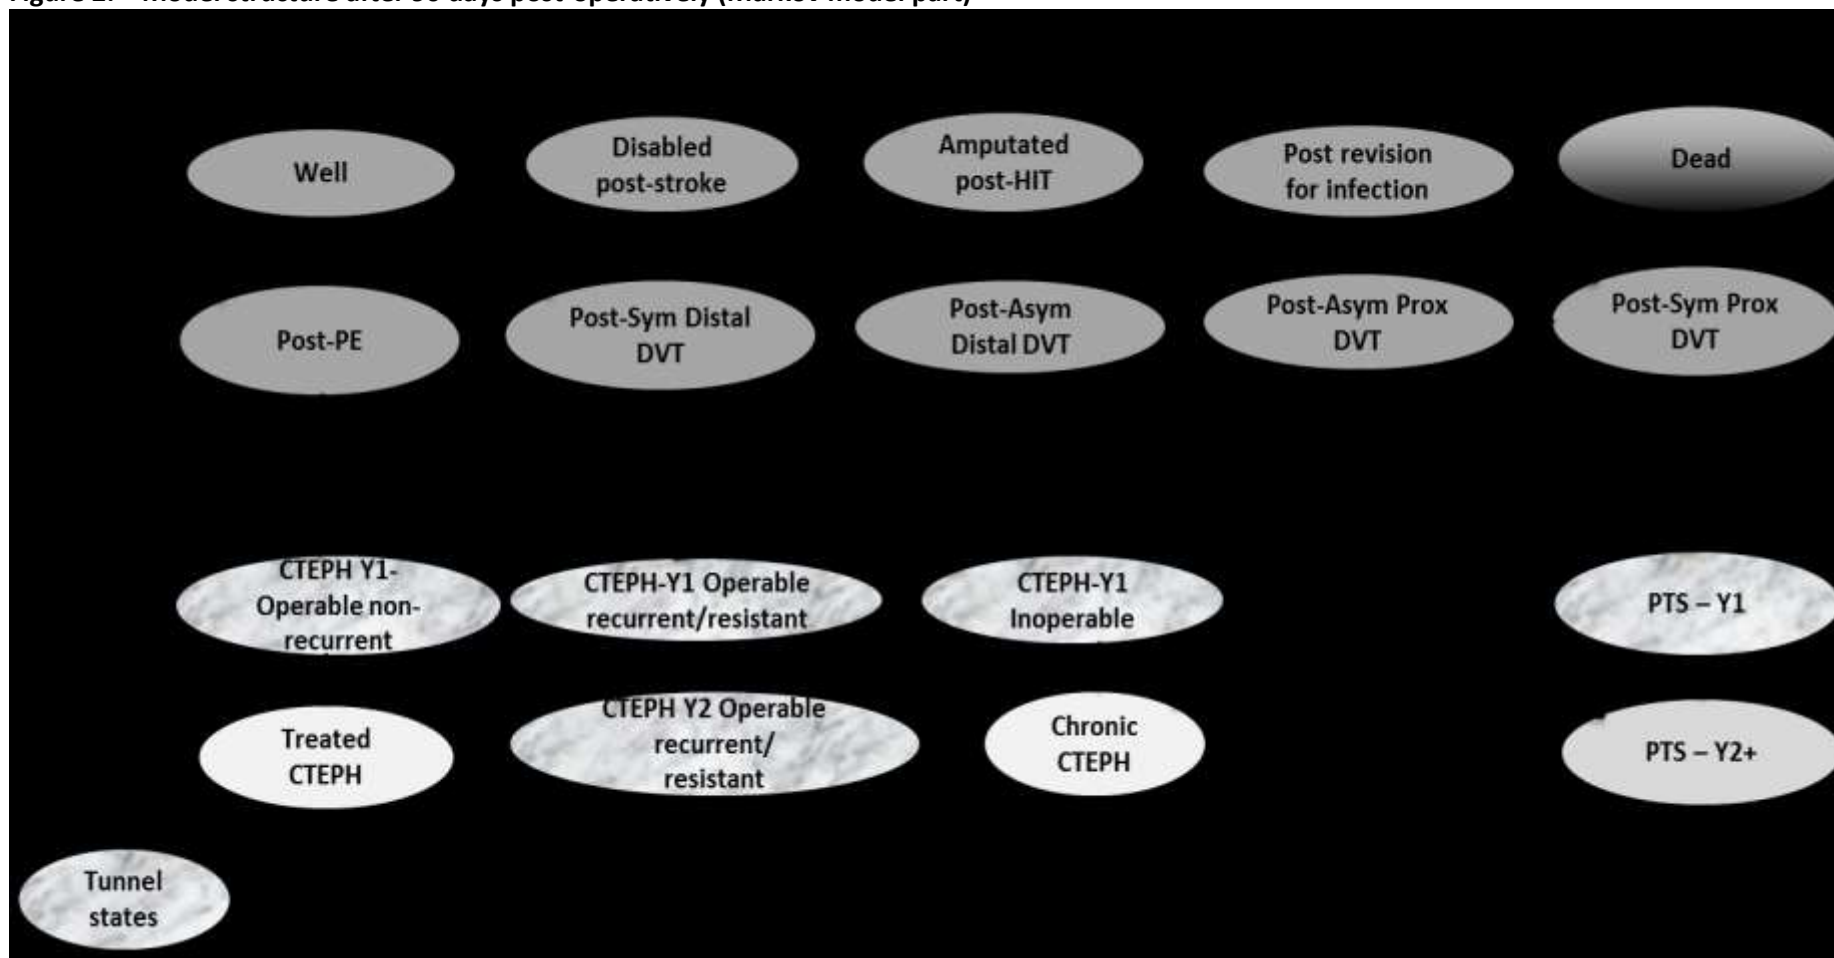 Well
Disabled
post-stroke
Amputated
post-HIT
Post revision
for infection
Dead
Post-PE
Post-Sym Distal
DVT
Post-Asym
Distal DVT
Post-Asym Prox
DVT
Post-Sym Prox
DVT
CTEPH Y1-
Operable non-
recurrent
CTEPH-Y1 Operable
recurrent/resistant
CTEPH-Y1
Inoperable
PTS – Y1
Treated
CTEPH
CTEPH Y2 Operable
recurrent/
resistant
Chronic
CTEPH
PTS – Y2+
Tunnel
states